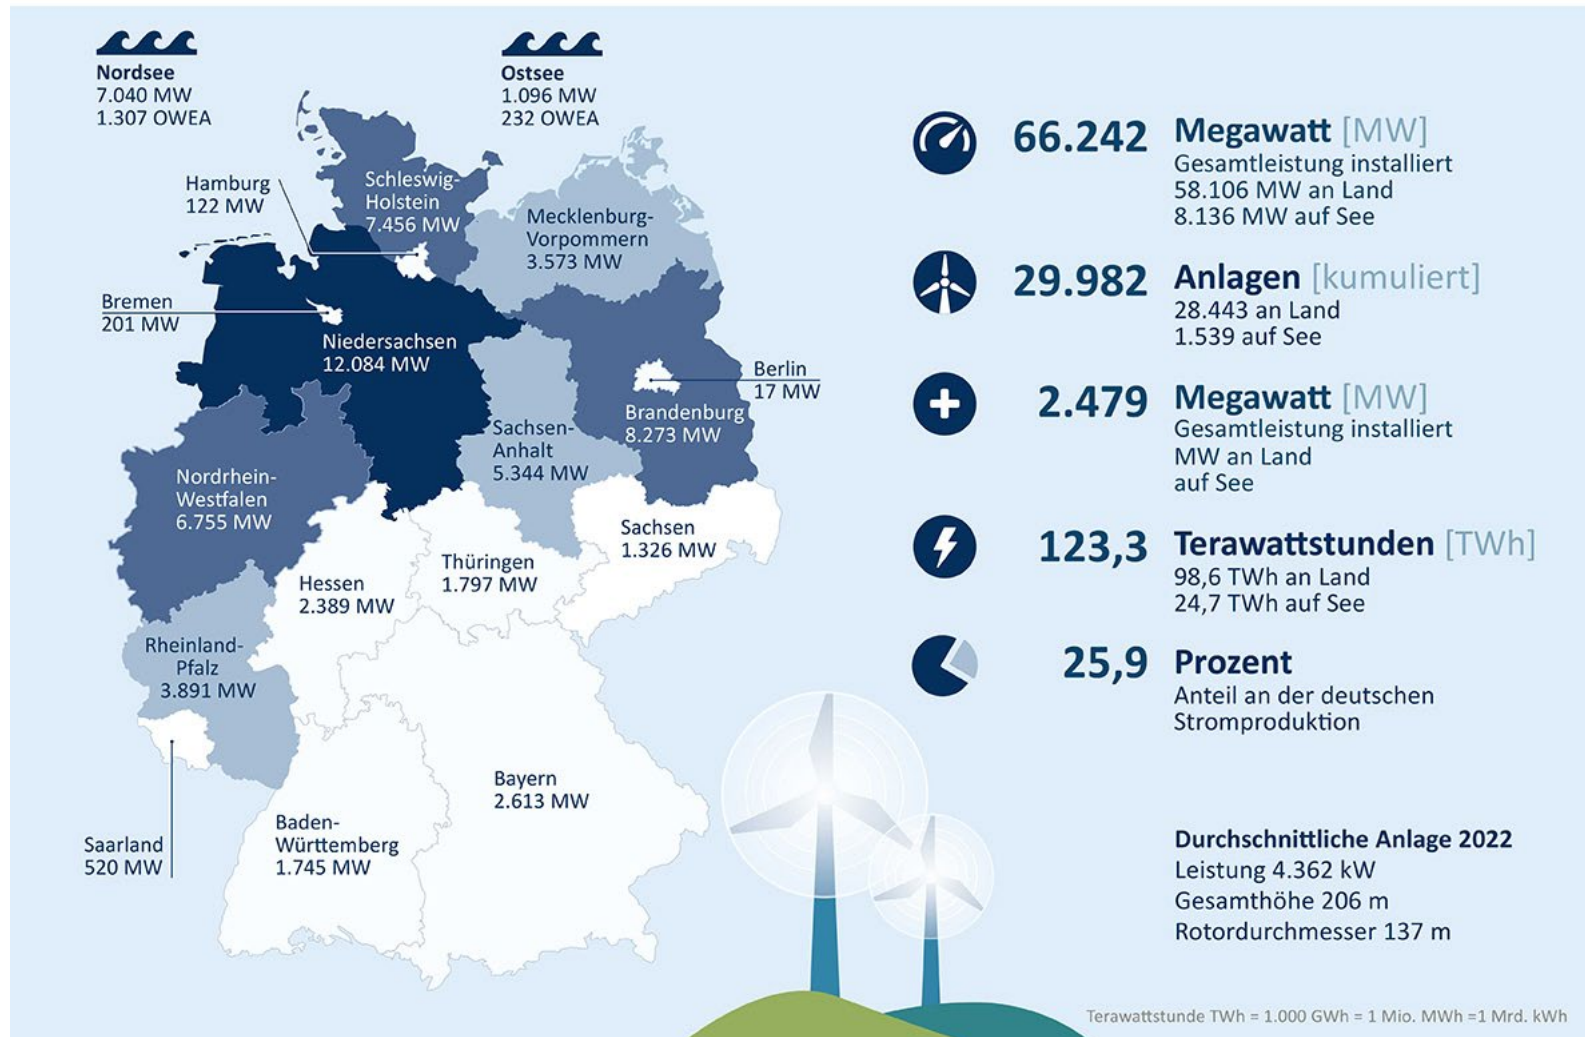 Nordsee
7.040 MW
1.307 OWEA
Ostsee
1.096 MW
232 OWEA
Hamburg
122 MW
Schleswig-
Holstein
7.456 MW
Mecklenburg-
Vorpommern
3.573 MW
Bremen
201 MW
Niedersachsen
12.084 MW
Berlin
17 MW
Brandenburg
8.273 MW
Sachsen-
Anhalt
5.344 MW
Nordrhein-
Westfalen
6.755 MW
Sachsen
1.326 MW
Thüringen
1.797 MW
Hessen
2.389 MW
Rheinland-
Pfalz
3.891 MW
Bayern
2.613 MW
Baden-
Württemberg
1.745 MW
Saarland
520 MW
66.242 Megawatt [MW]
Gesamtleistung installiert
58.106 MW an Land
8.136 MW auf See
29.982 Anlagen [kumuliert]
28.443 an Land
1.539 auf See
2.479 Megawatt [MW]
Gesamtleistung installiert
MW an Land
auf See
123,3 Terawattstunden [TWh]
98,6 TWh an Land
24,7 TWh auf See
25,9 Prozent
Anteil an der deutschen
Stromproduktion
Durchschnittliche Anlage 2022
Leistung 4.362 kW
Gesamthöhe 206 m
Rotordurchmesser 137 m
Terawattstunde TWh = 1.000 GWh = 1 Mio. MWh =1 Mrd. kWh